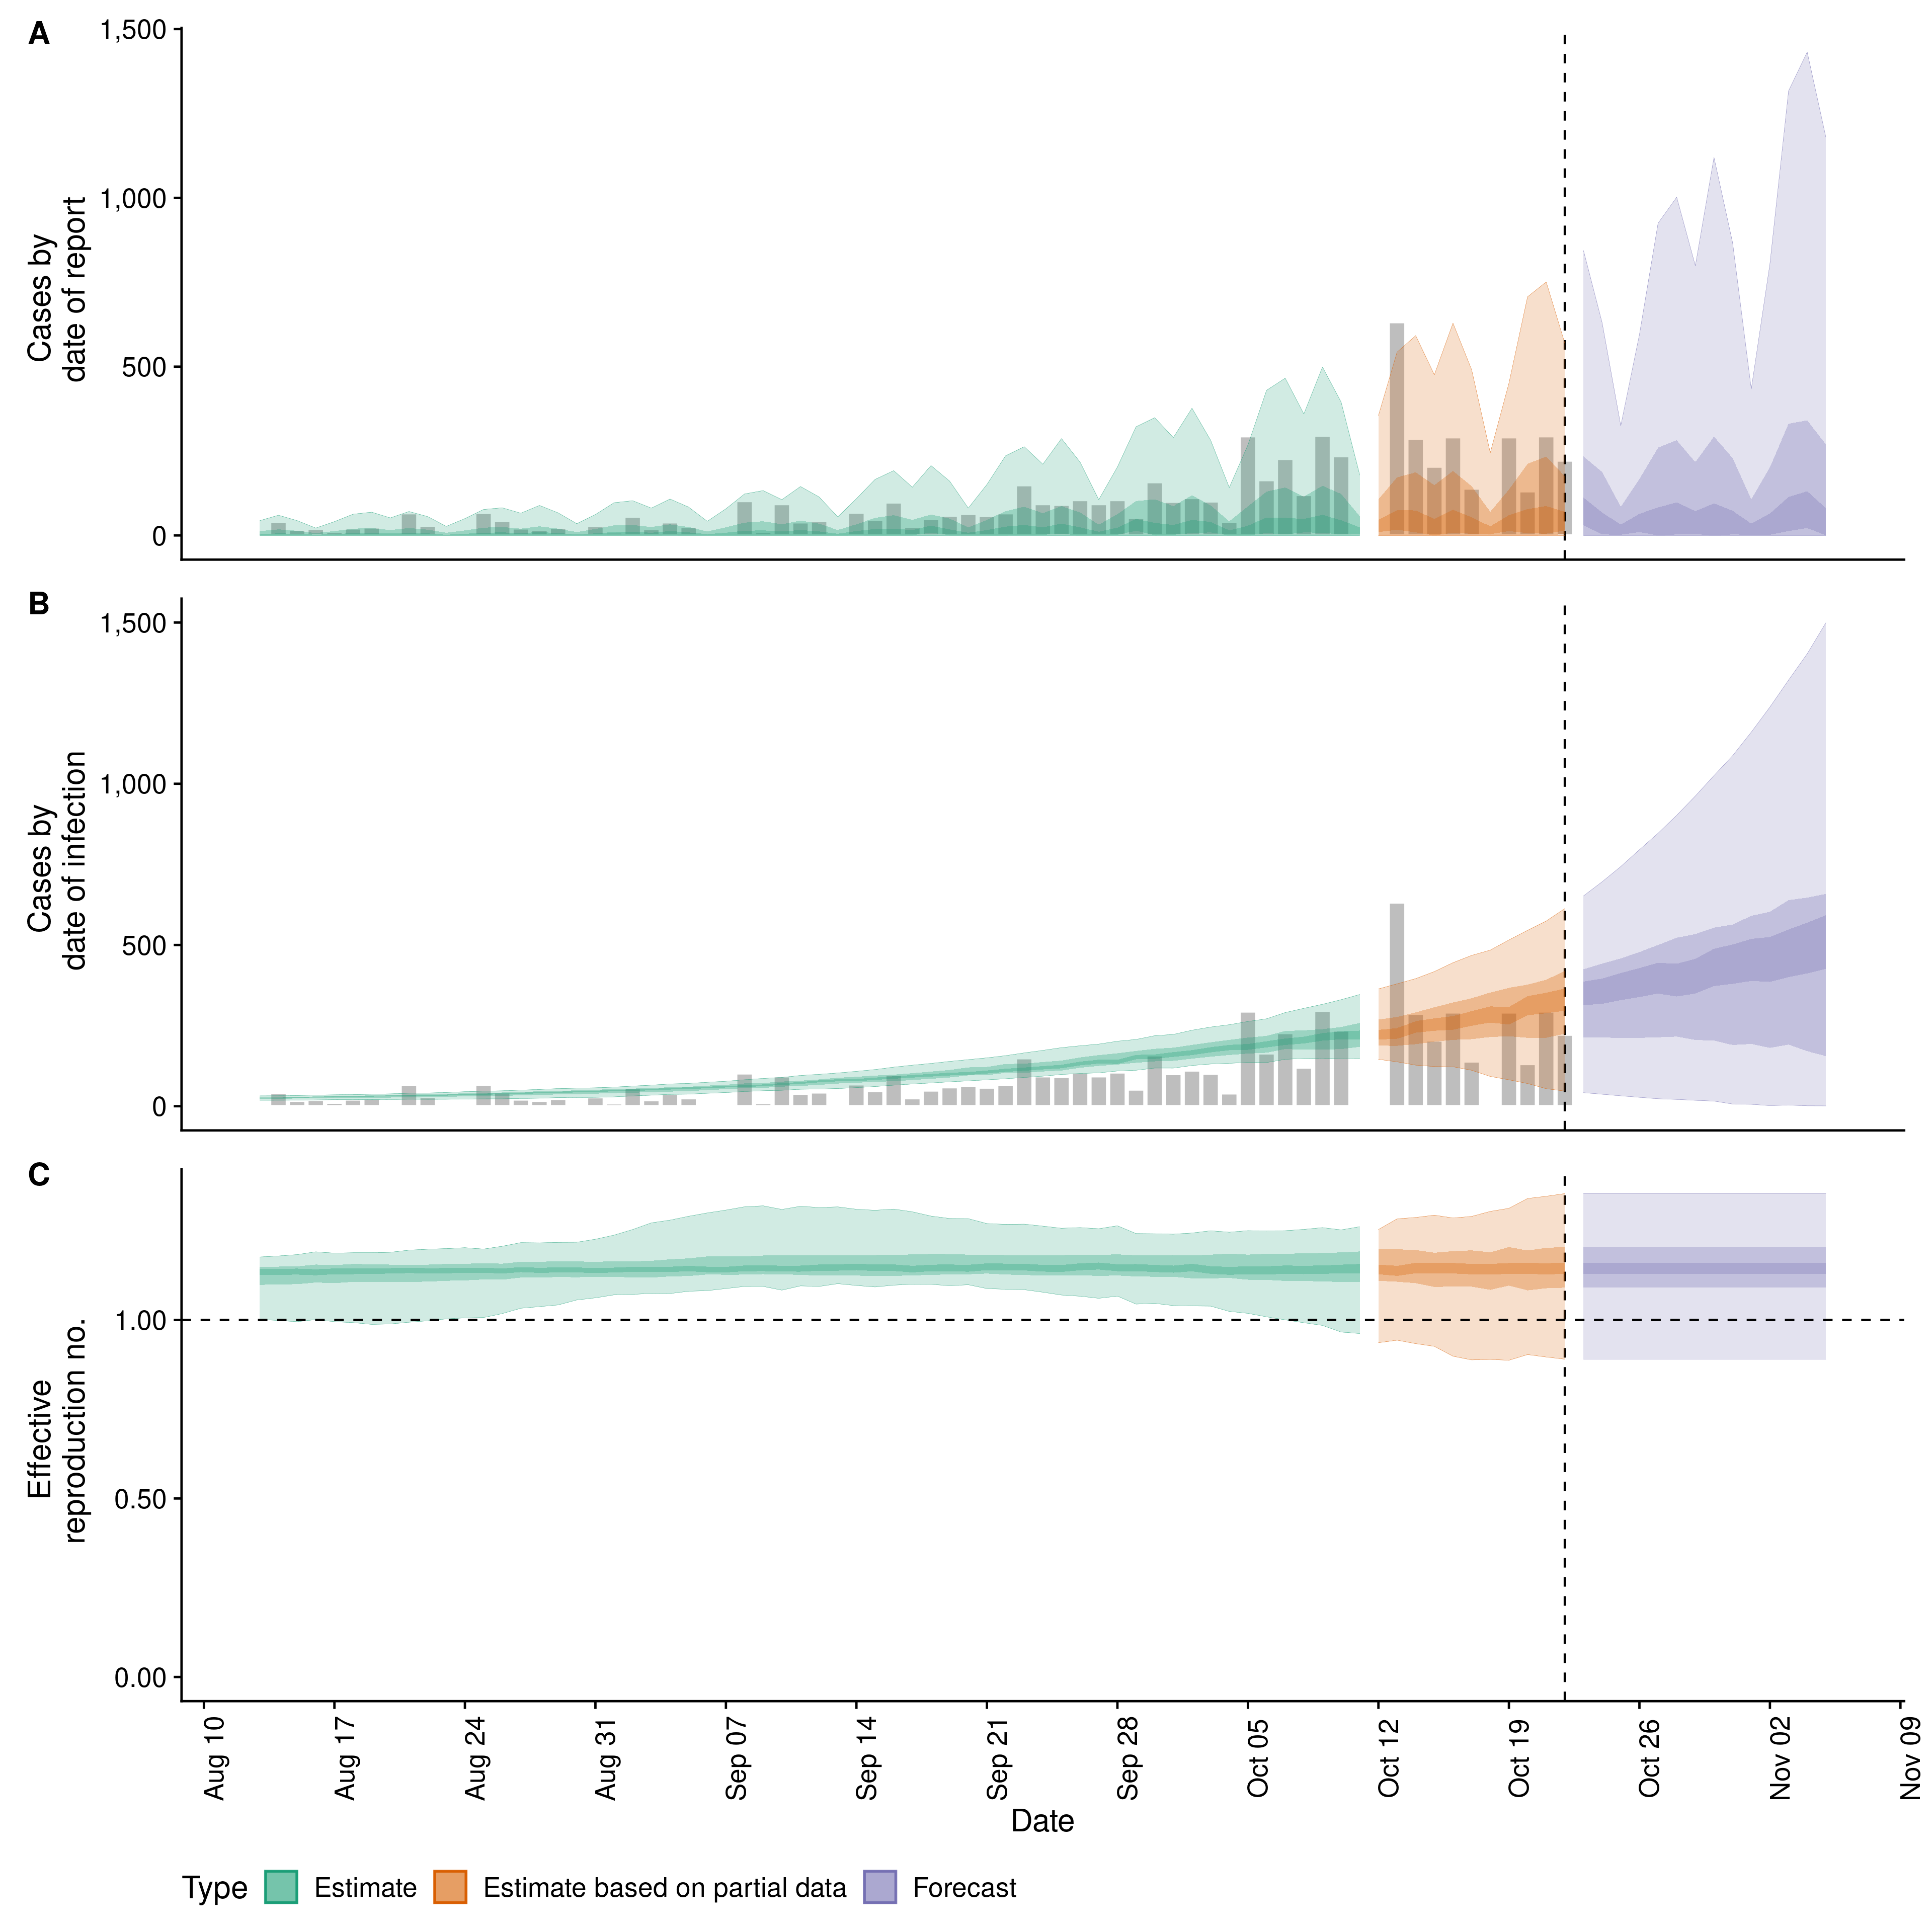 A
Cases by
date of report
1,500
1,000
500
0
B
Cases by
date of infection
1,500
1,000
500
0
C
Effective
reproduction no.
1.00
0.50
0.00
Aug 10
Aug 17
Aug 24
Aug 31
Sep 07
Sep 14
Sep 21
Sep 28
Oct 05
Oct 12
Oct 19
Oct 26
Nov 02
Nov 09
Date
Type Estimate Estimate based on partial data Forecast